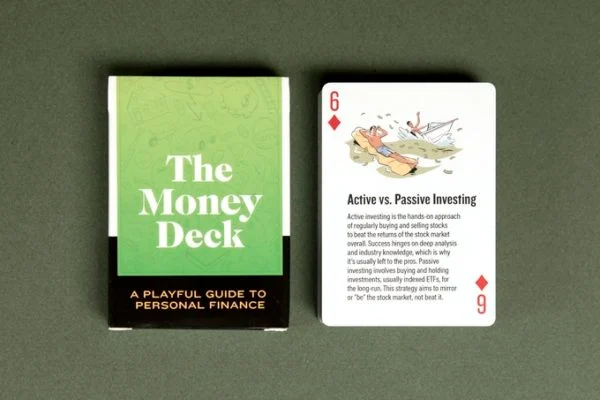 The
Money
Deck
A PLAYFUL GUIDE TO
PERSONAL FINANCE
6
Active vs. Passive Investing
Active investing is the hands-on approach
of regularly buying and selling stocks
to beat the returns of the stock market
overall. Success hinges on deep analysis
and industry knowledge, which is why
it's usually left to the pros. Passive
investing involves buying and holding
investments, usually indexed ETFs, for
the long-run. This strategy aims to mirror
or "be" the stock market, not beat it.
6